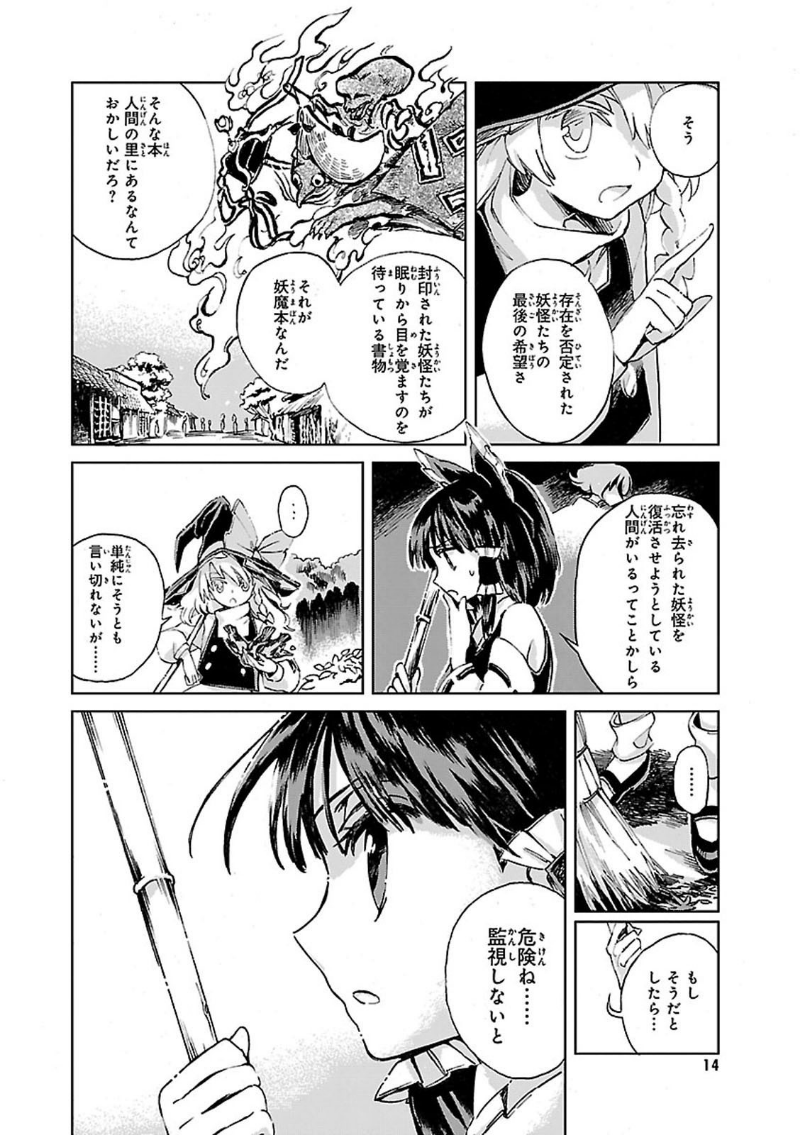 そう
存在を否定された
妖怪たちの
最後の希望さ
封印された妖怪たちが
眠りから目を覚ますのを
待っている書物
それが
妖魔本なんだ
そんな本
人間の里にあるなんて
おかしいだろ?
忘れ去られた妖怪を
復活させようとしている
人間がいるってことかしら
…
単純にそうとも
言い切れないが……
……
もし
そうだと
したら…
危険ね……
監視しないと
14